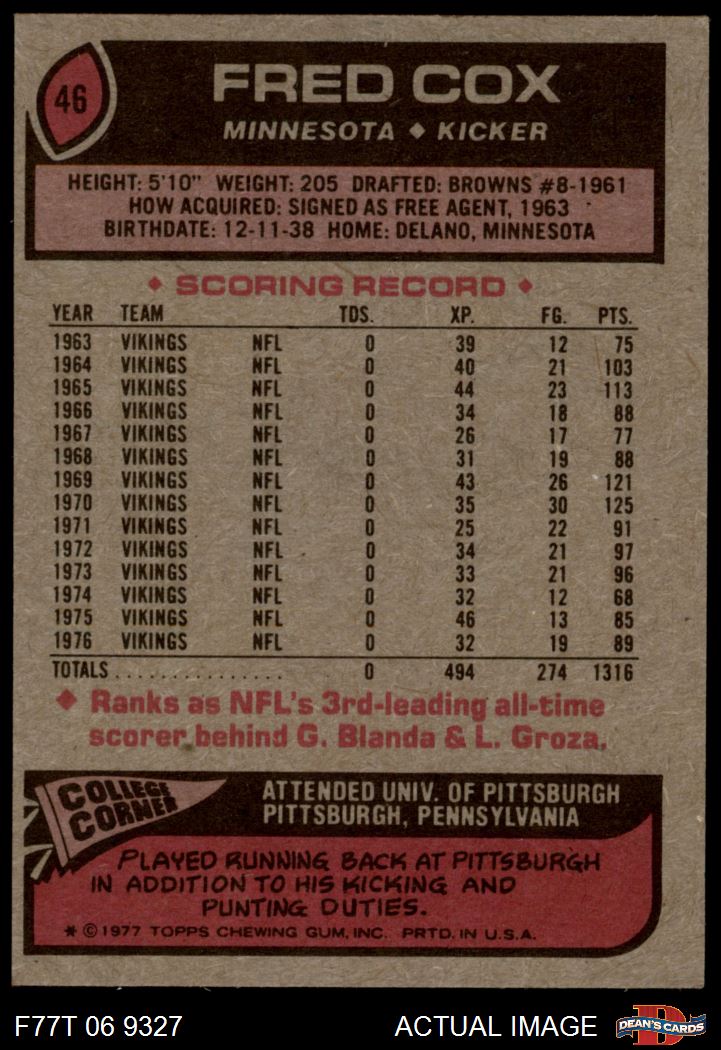 46
FRED COX
MINNESOTA ◆ KICKER
HEIGHT: 5'10" WEIGHT: 205 DRAFTED: BROWNS #8-1961
HOW ACQUIRED: SIGNED AS FREE AGENT, 1963
BIRTHDATE: 12-11-38 HOME: DELANO, MINNESOTA
◆ SCORING RECORD ◆
YEAR TEAM TDS. XP. FG. PTS.
1963 VIKINGS NFL 0 39 12 75
1964 VIKINGS NFL 0 40 21 103
1965 VIKINGS NFL 0 44 23 113
1966 VIKINGS NFL 0 34 18 88
1967 VIKINGS NFL 0 26 17 77
1968 VIKINGS NFL 0 31 19 88
1969 VIKINGS NFL 0 43 26 121
1970 VIKINGS NFL 0 35 30 125
1971 VIKINGS NFL 0 25 22 91
1972 VIKINGS NFL 0 34 21 97
1973 VIKINGS NFL 0 33 21 96
1974 VIKINGS NFL 0 32 12 68
1975 VIKINGS NFL 0 46 13 85
1976 VIKINGS NFL 0 32 19 89
TOTALS............... 0 494 274 1316
◆ Ranks as NFL's 3rd-leading all-time
scorer behind G. Blanda & L. Groza.
COLLEGE
CORNER
ATTENDED UNIV. OF PITTSBURGH
PITTSBURGH, PENNSYLVANIA
PLAYED RUNNING BACK AT PITTSBURGH
IN ADDITION TO HIS KICKING AND
PUNTING DUTIES.
* © 1977 TOPPS CHEWING GUM, INC. PRTD. IN U.S.A.
F77T 06 9327 ACTUAL IMAGE
D
DEAN'S CARDS